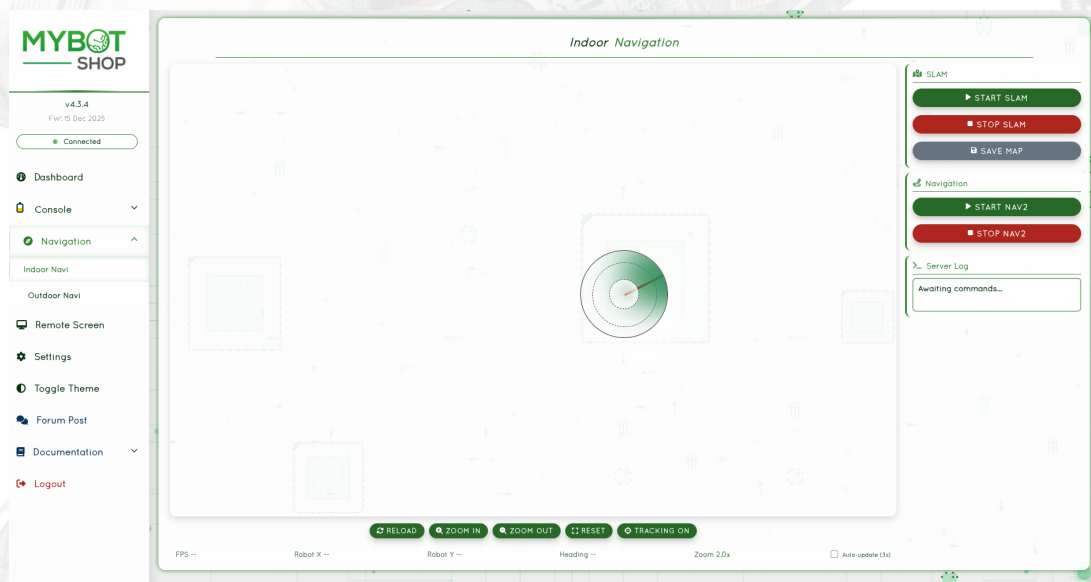 MYBOT
SHOP
v4.3.4
FW: 15 Dec 2025
Connected
Dashboard
Console
Navigation
Indoor Navi
Outdoor Navi
Remote Screen
Settings
Toggle Theme
Forum Post
Documentation
Logout
Indoor Navigation
RELOAD
ZOOM IN
ZOOM OUT
RESET
TRACKING ON
FPS --
Robot X --
Robot Y --
Heading --
Zoom 2.0x
Auto-update (3s)
SLAM
START SLAM
STOP SLAM
SAVE MAP
Navigation
START NAV2
STOP NAV2
Server Log
Awaiting commands...